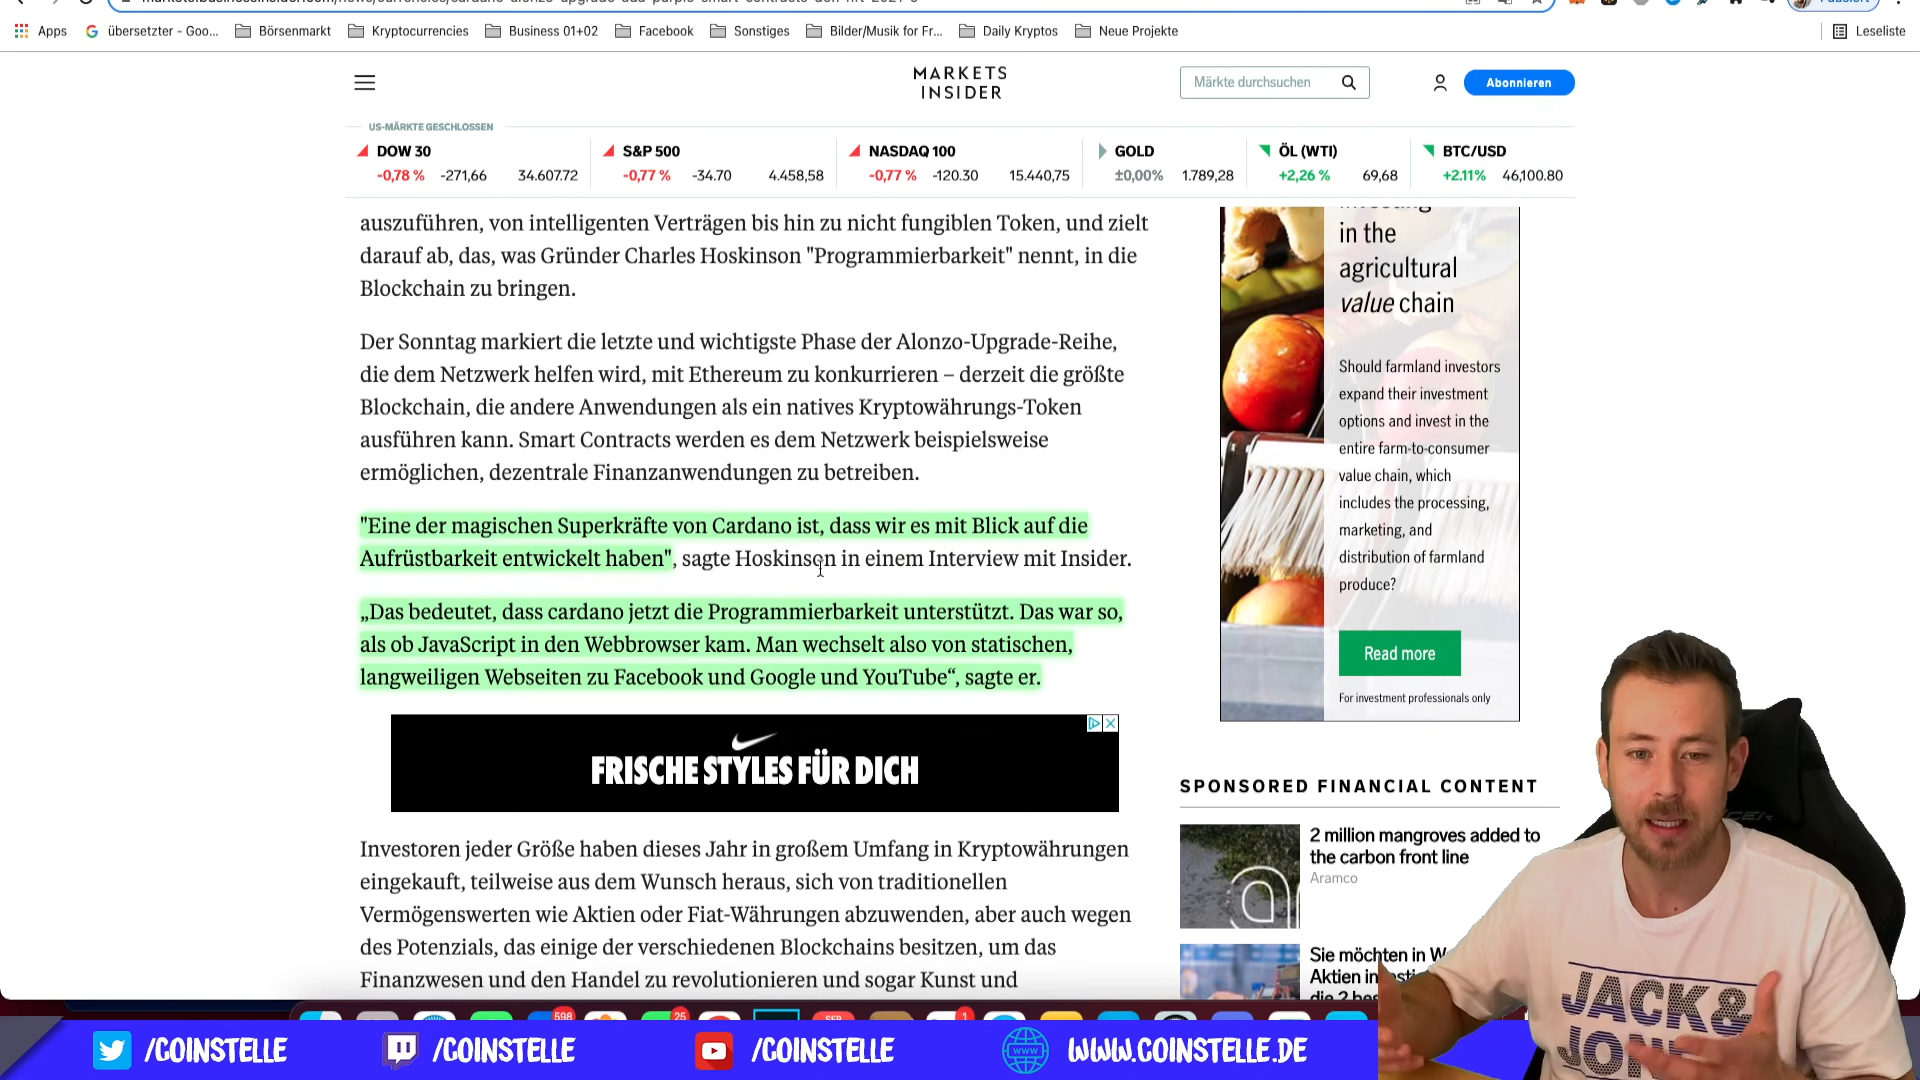 Apps
übersetzter - Goo...
Börsenmarkt
Kryptocurrencies
Business 01+02
Facebook
Sonstiges
Bilder/Musik for Fr...
Daily Kryptos
Neue Projekte
Leseliste
MARKETS
INSIDER
Märkte durchsuchen
Abonnieren
US-MÄRKTE GESCHLOSSEN
DOW 30
-0,78 % -271,66 34.607.72
S&P 500
-0,77 % -34.70 4.458,58
NASDAQ 100
-0,77 % -120.30 15.440,75
GOLD
±0,00% 1.789,28
ÖL (WTI)
+2,26 % 69,68
BTC/USD
+2.11% 46,100.80
auszuführen, von intelligenten Verträgen bis hin zu nicht fungiblen Token, und zielt
darauf ab, das, was Gründer Charles Hoskinson "Programmierbarkeit" nennt, in die
Blockchain zu bringen.
Der Sonntag markiert die letzte und wichtigste Phase der Alonzo-Upgrade-Reihe,
die dem Netzwerk helfen wird, mit Ethereum zu konkurrieren – derzeit die größte
Blockchain, die andere Anwendungen als ein natives Kryptowährungs-Token
ausführen kann. Smart Contracts werden es dem Netzwerk beispielsweise
ermöglichen, dezentrale Finanzanwendungen zu betreiben.
"Eine der magischen Superkräfte von Cardano ist, dass wir es mit Blick auf die
Aufrüstbarkeit entwickelt haben", sagte Hoskinson in einem Interview mit Insider.
„Das bedeutet, dass cardano jetzt die Programmierbarkeit unterstützt. Das war so,
als ob JavaScript in den Webbrowser kam. Man wechselt also von statischen,
langweiligen Webseiten zu Facebook und Google und YouTube“, sagte er.
FRISCHE STYLES FÜR DICH
Investoren jeder Größe haben dieses Jahr in großem Umfang in Kryptowährungen
eingekauft, teilweise aus dem Wunsch heraus, sich von traditionellen
Vermögenswerten wie Aktien oder Fiat-Währungen abzuwenden, aber auch wegen
des Potenzials, das einige der verschiedenen Blockchains besitzen, um das
Finanzwesen und den Handel zu revolutionieren und sogar Kunst und
in the
agricultural
value chain
Should farmland investors
expand their investment
options and invest in the
entire farm-to-consumer
value chain, which
includes the processing,
marketing, and
distribution of farmland
produce?
Read more
For investment professionals only
SPONSORED FINANCIAL CONTENT
2 million mangroves added to
the carbon front line
Aramco
Sie möchten in
Aktien
die 2
598
25
SEP
1
JACK&
JON
/COINSTELLE
/COINSTELLE
/COINSTELLE
WWW.COINSTELLE.DE